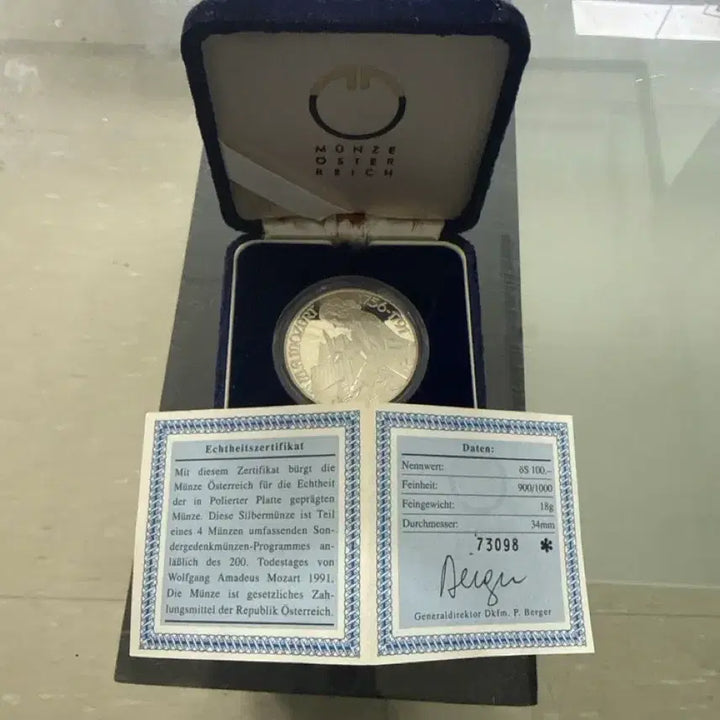 MÜNZE
ÖSTER
REICH
Echtheitszertifikat
Mit diesem Zertifikat bürgt die
Münze Österreich für die Echtheit
der in Polierter Platte geprägten
Münze. Diese Silbermünze ist Teil
eines 4 Münzen umfassenden Son-
dergedenkmünzen-Programmes an-
läßlich des 200. Todestages von
Wolfgang Amadeus Mozart 1991.
Die Münze ist gesetzliches Zah-
lungsmittel der Republik Österreich.
Daten:
Nennwert: öS 100,–
Feinheit: 900/1000
Feingewicht: 18g
Durchmesser: 34mm
73098 *
Berger
Generaldirektor Dkfm. P. Berger